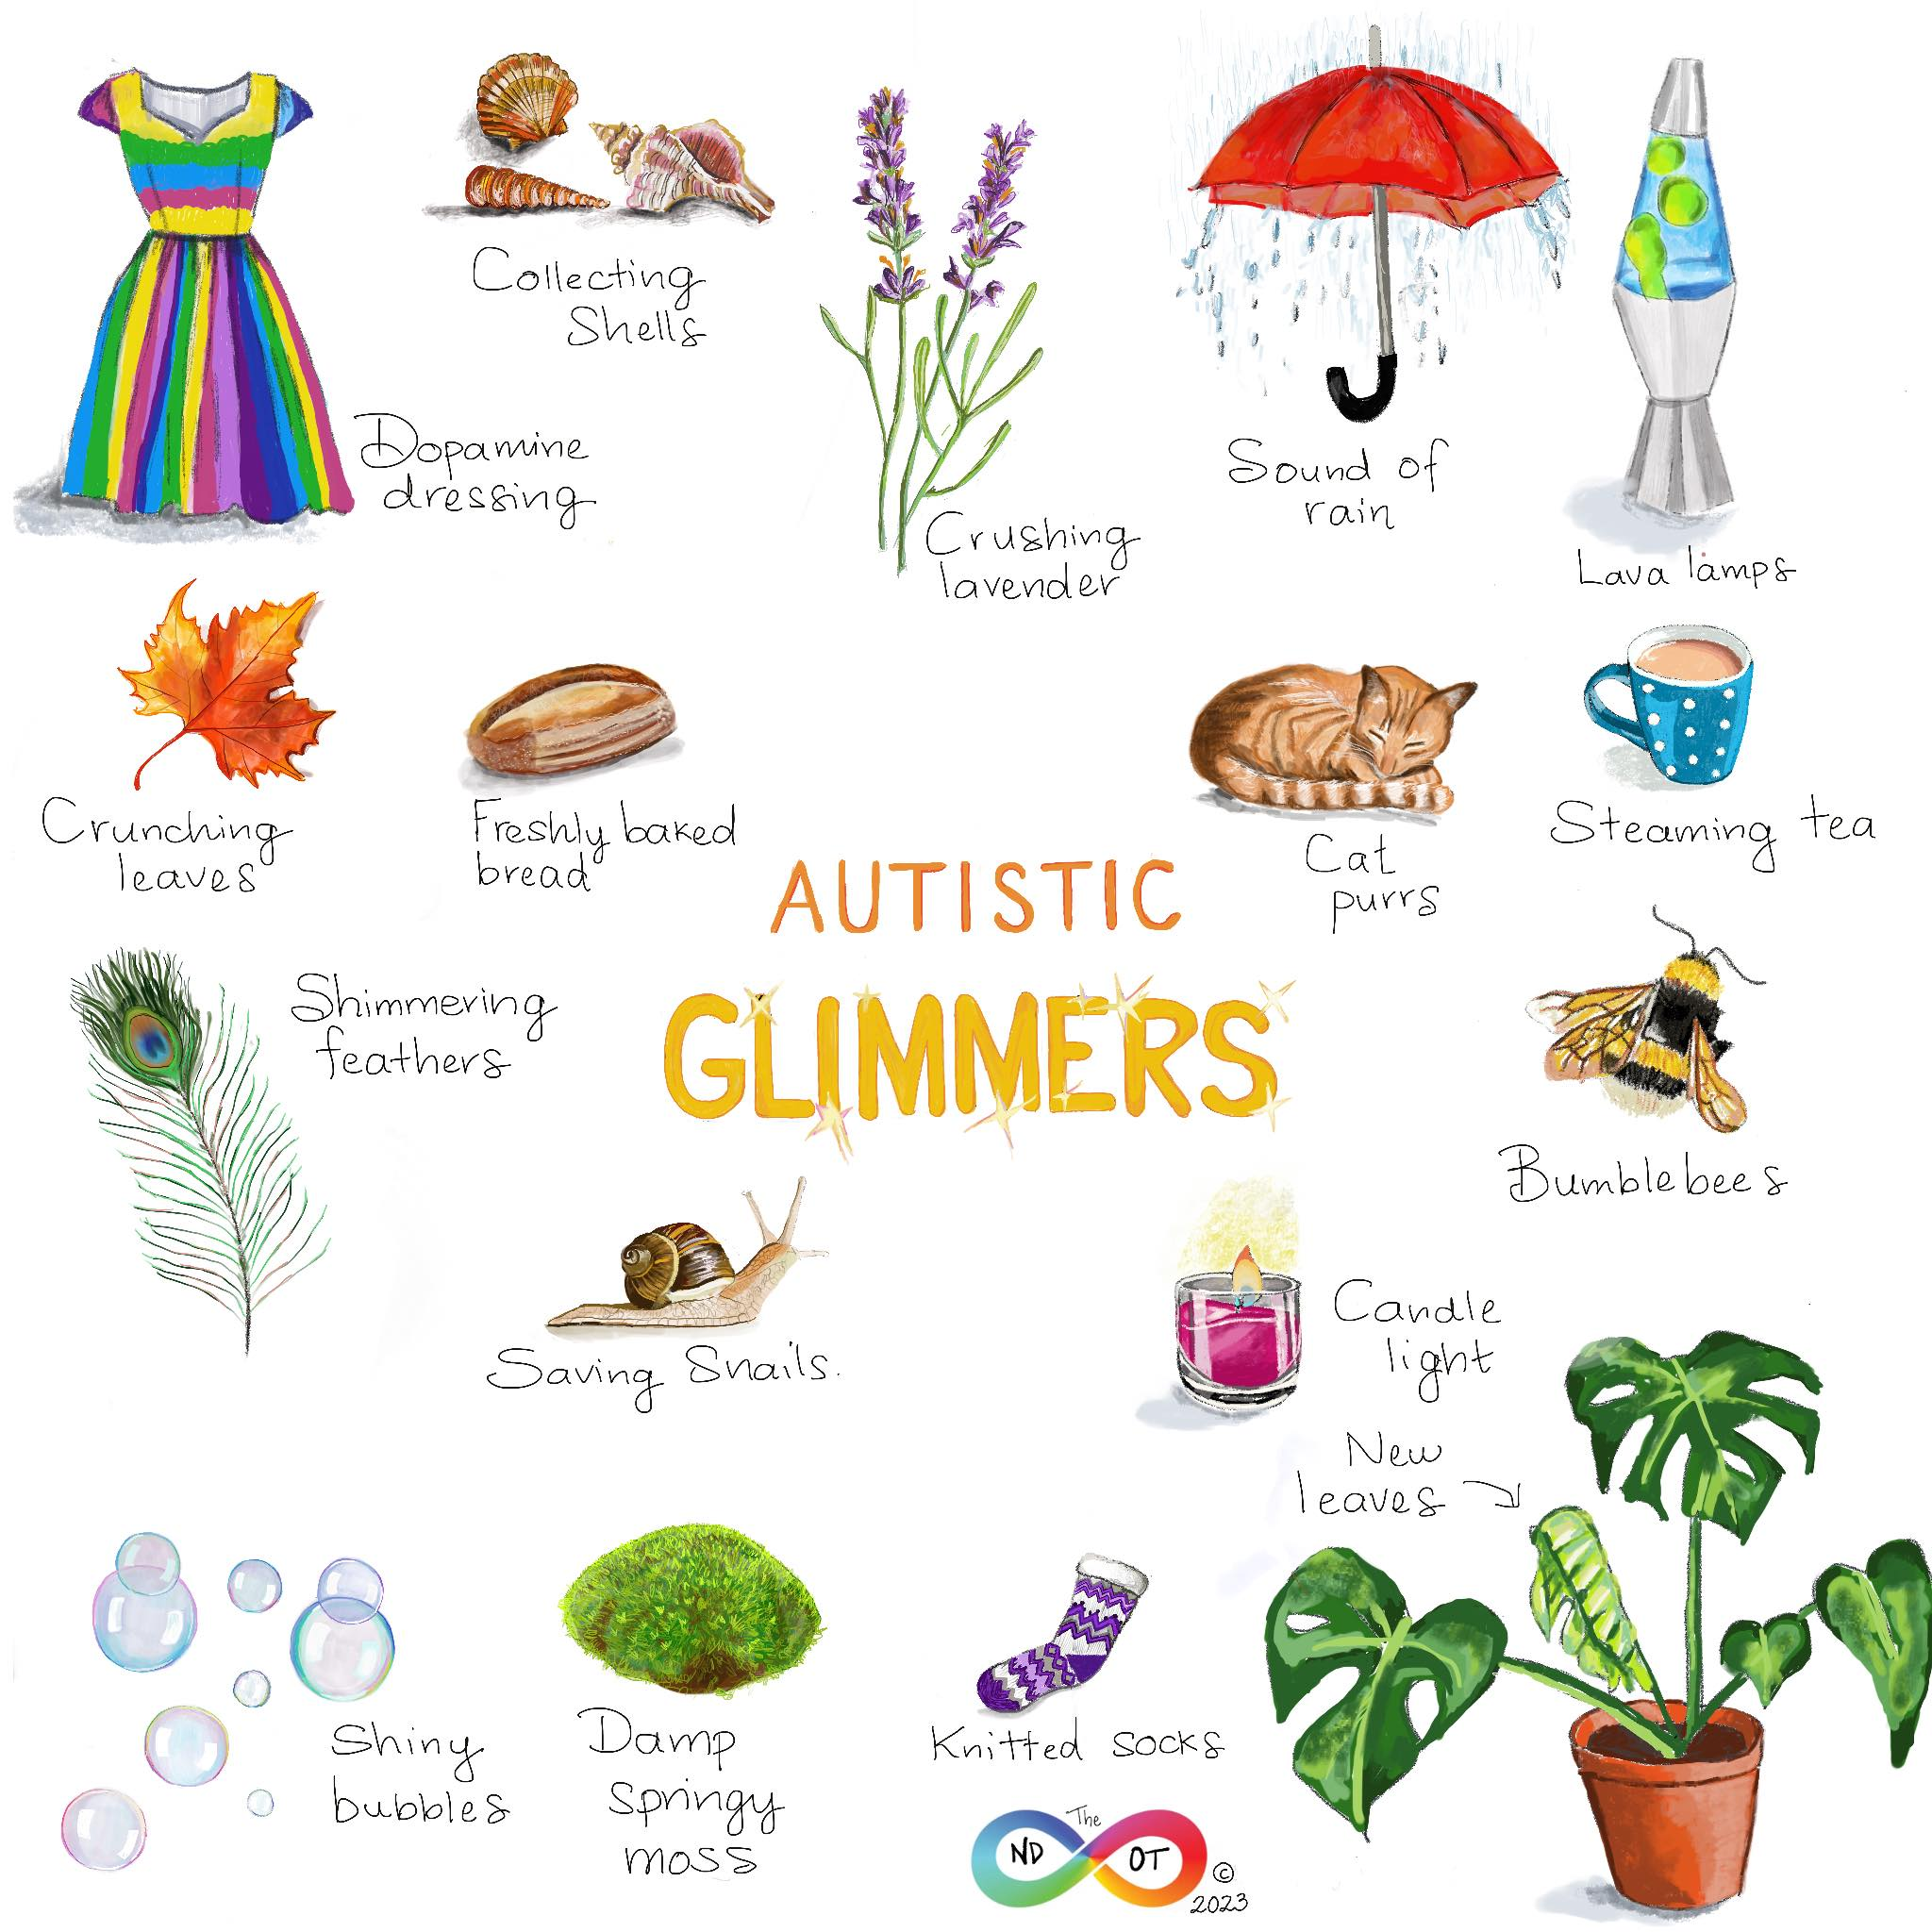 Collecting
Shells
Dopamine
dressing
Crushing
lavender
Sound of
rain
Lava lamps
Crunching
leaves
Freshly baked
bread
Cat
purrs
Steaming tea
AUTISTIC
GLIMMERS
Shimmering
feathers
Bumblebees
Saving Snails.
Candle
light
New
leaves
Shiny
bubbles
Damp
springy
moss
Knitted socks
The
ND OT
©
2023